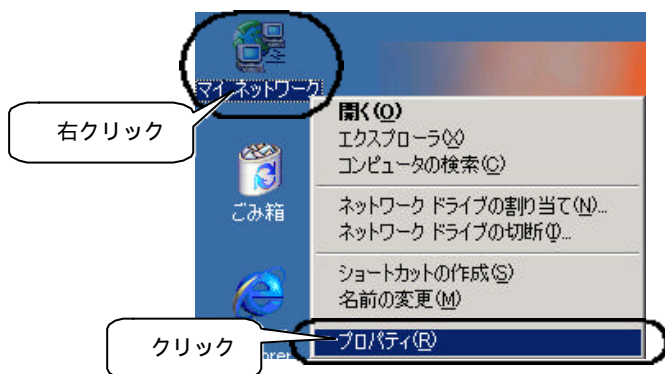 マイ ネットワーク
右クリック
開く(O)
エクスプローラ(X)
コンピュータの検索(C)
ごみ箱
ネットワーク ドライブの割り当て(N)...
ネットワーク ドライブの切断(D)...
ショートカットの作成(S)
名前の変更(M)
クリック
プロパティ(R)